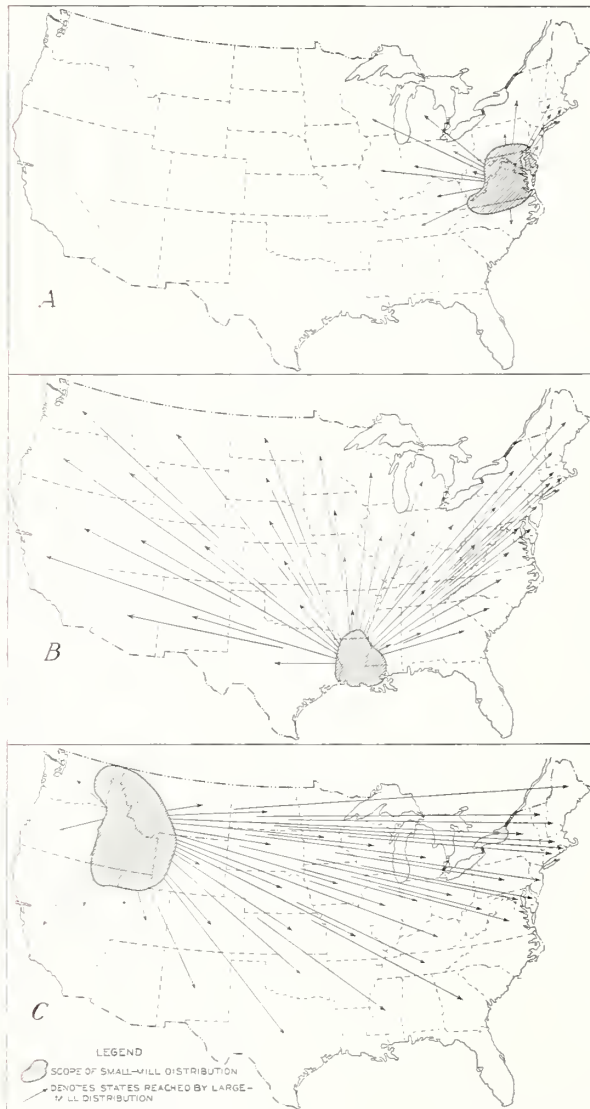 A
B
C
LEGEND
SCOPE OF SMALL-MILL DISTRIBUTION
DENOTES STATES REACHED BY LARGE-
MILL DISTRIBUTION